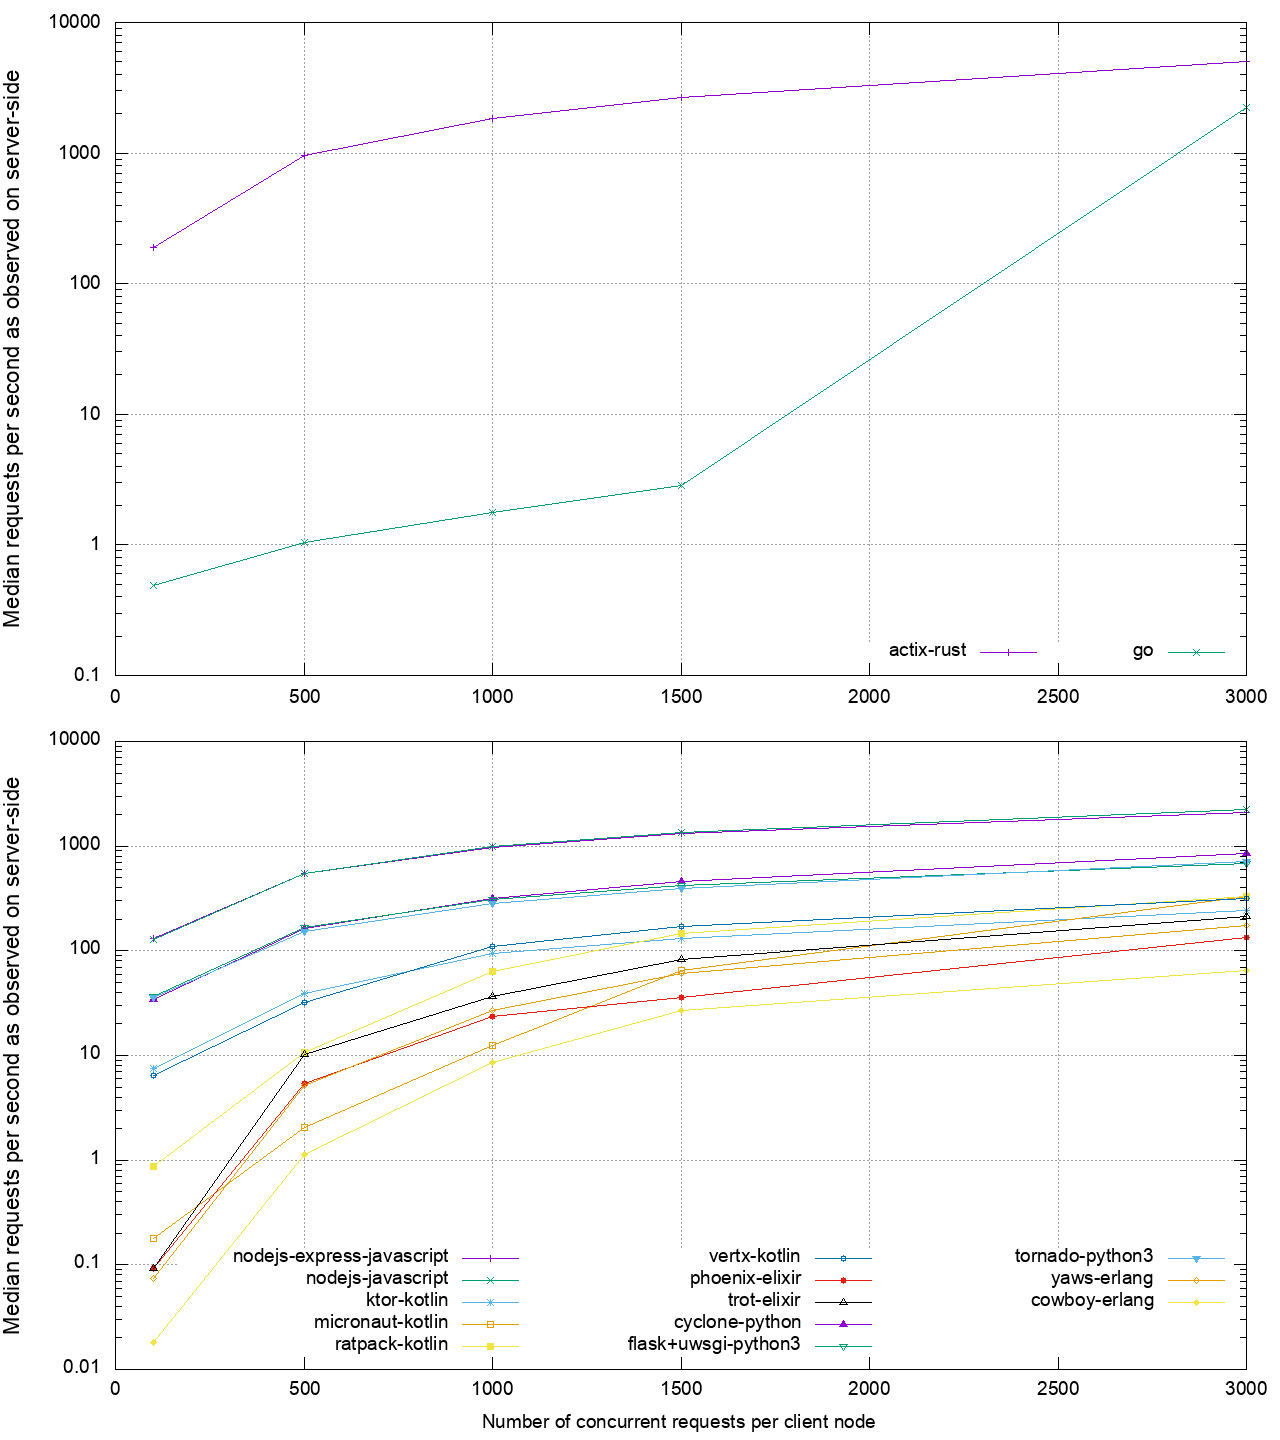 Median requests per second as observed on server-side
10000
1000
100
10
1
0.1
actix-rust
go
0 500 1000 1500 2000 2500 3000
Median requests per second as observed on server-side
10000
1000
100
10
1
0.1
0.01
nodejs-express-javascript vertx-kotlin tornado-python3
nodejs-javascript phoenix-elixir yaws-erlang
ktor-kotlin trot-elixir cowboy-erlang
micronaut-kotlin cyclone-python
ratpack-kotlin flask+uwsgi-python3
0 500 1000 1500 2000 2500 3000
Number of concurrent requests per client node